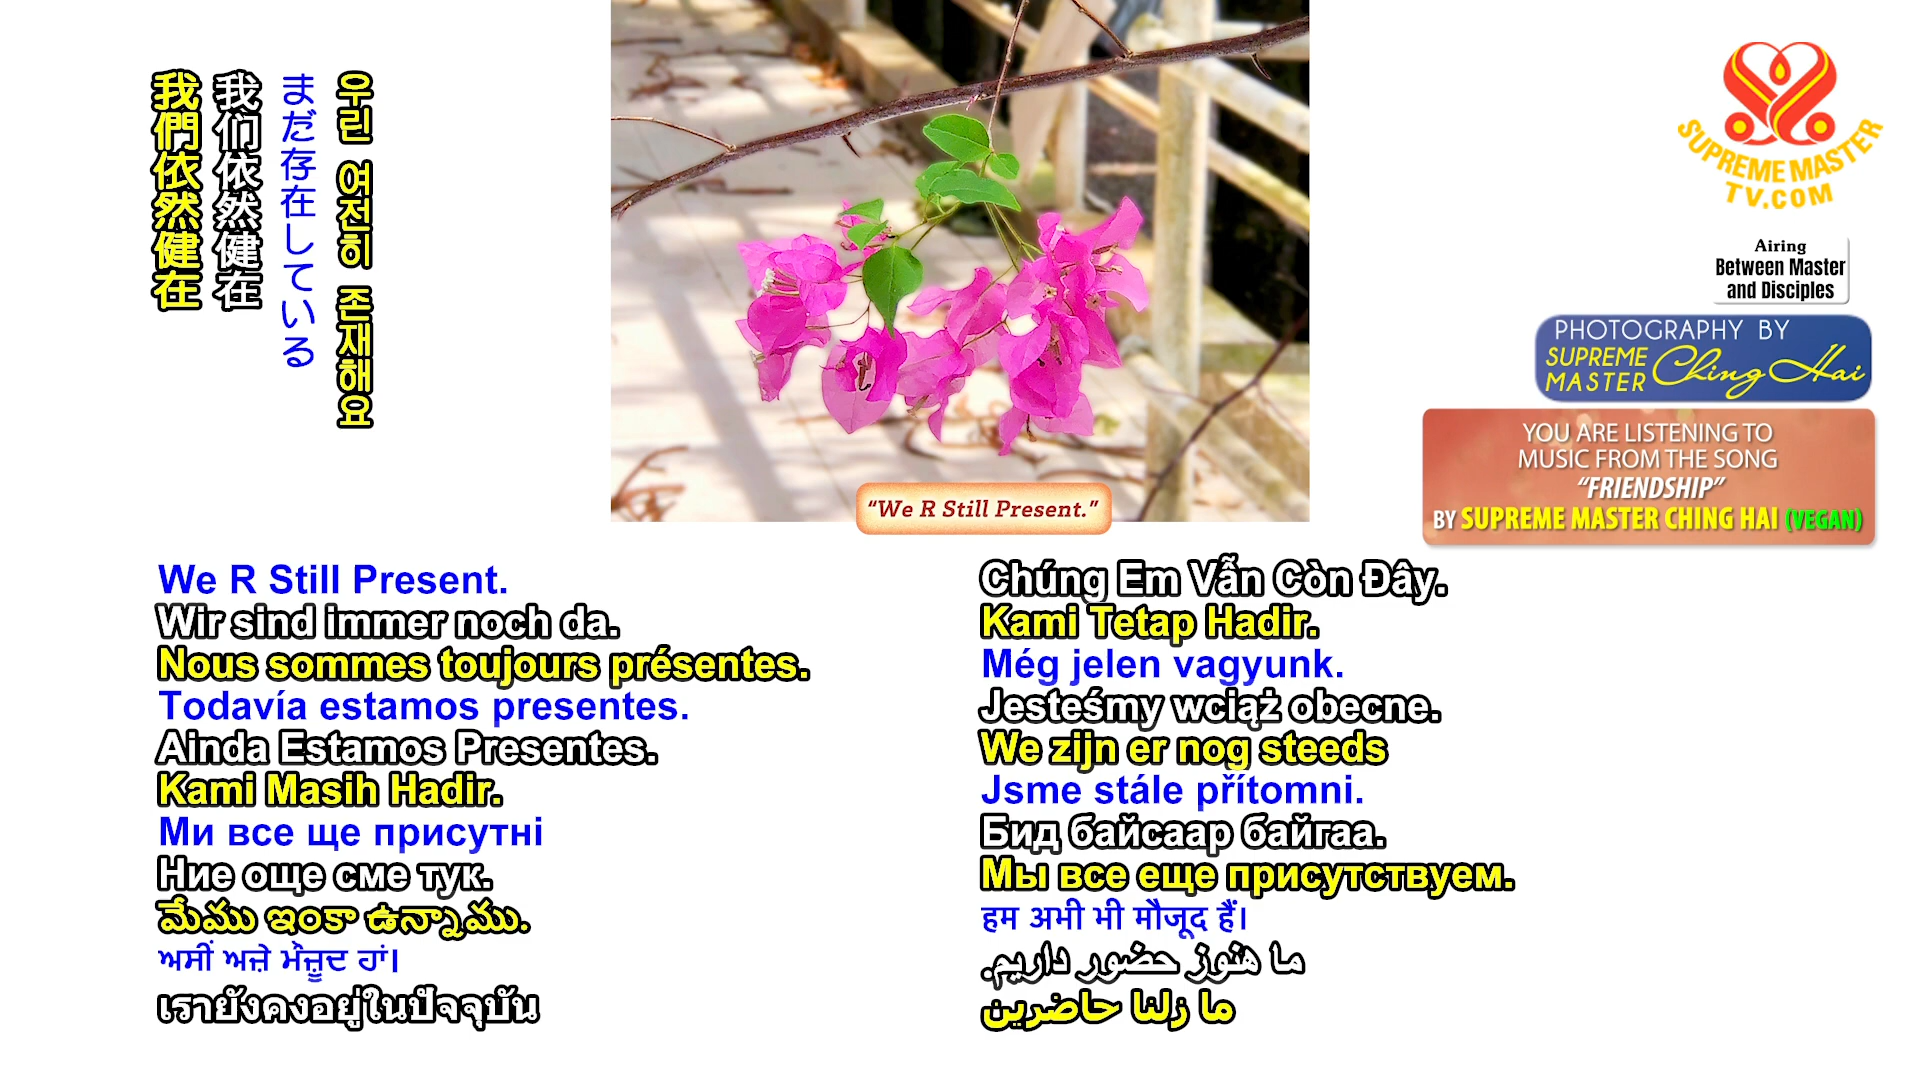 我們依然健在
我们依然健在
まだ存在している
우린 여전히 존재해요
“We R Still Present.”
SUPREME MASTER
TV.COM
Airing
Between Master
and Disciples
PHOTOGRAPHY BY
SUPREME
MASTER Ching Hai
YOU ARE LISTENING TO
MUSIC FROM THE SONG
“FRIENDSHIP”
BY SUPREME MASTER CHING HAI (VEGAN)
We R Still Present.
Wir sind immer noch da.
Nous sommes toujours présentes.
Todavía estamos presentes.
Ainda Estamos Presentes.
Kami Masih Hadir.
Ми все ще присутні
Ние още сме тук.
మేము ఇంకా ఉన్నాము.
ਅਸੀਂ ਅਜ਼ੇ ਮੌਜ਼ੂਦ ਹਾਂ।
เรายังคงอยู่ในปัจจุบัน
Chúng Em Vẫn Còn Đây.
Kami Tetap Hadir.
Még jelen vagyunk.
Jesteśmy wciąż obecne.
We zijn er nog steeds
Jsme stále přítomni.
Бид байсаар байгаа.
Мы все еще присутствуем.
हम अभी भी मौजूद हैं।
ما هنوز حضور داریم.
ما زلنا حاضرين